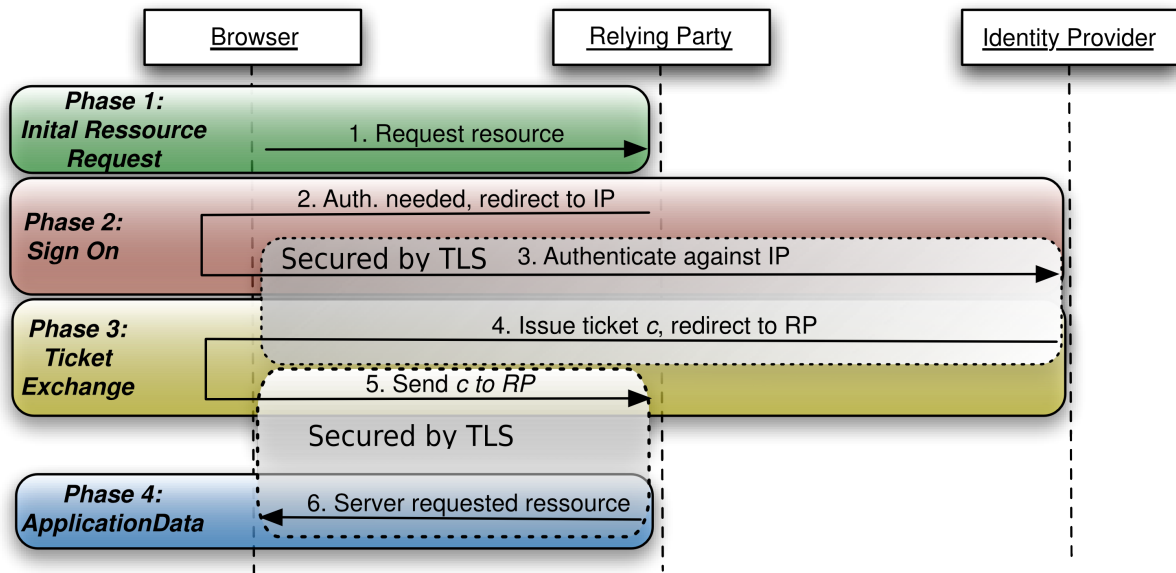 Browser
Relying Party
Identity Provider
Phase 1:
Inital Ressource
Request
1. Request resource
Phase 2:
Sign On
2. Auth. needed, redirect to IP
Secured by TLS
3. Authenticate against IP
Phase 3:
Ticket
Exchange
4. Issue ticket c, redirect to RP
5. Send c to RP
Secured by TLS
Phase 4:
ApplicationData
6. Server requested ressource